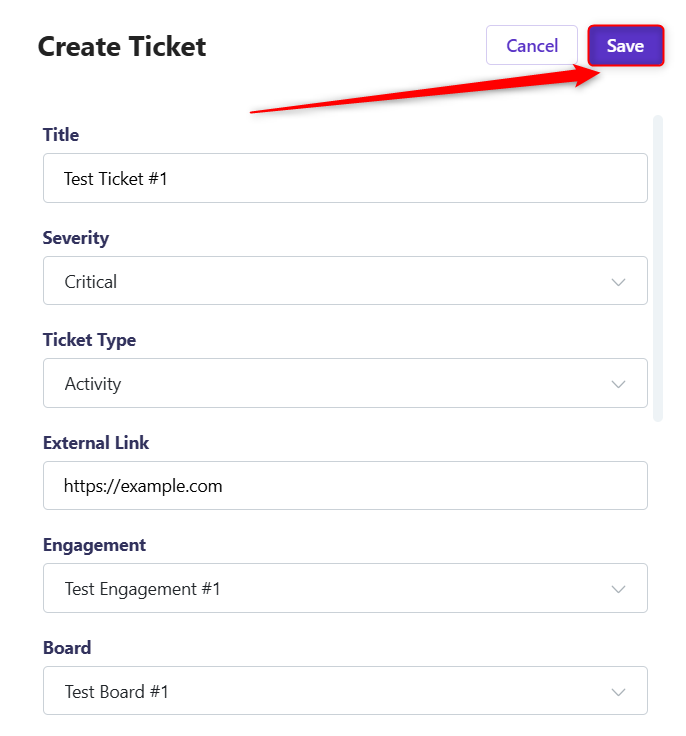 Create Ticket
Cancel
Save
Title
Test Ticket #1
Severity
Critical
Ticket Type
Activity
External Link
https://example.com
Engagement
Test Engagement #1
Board
Test Board #1